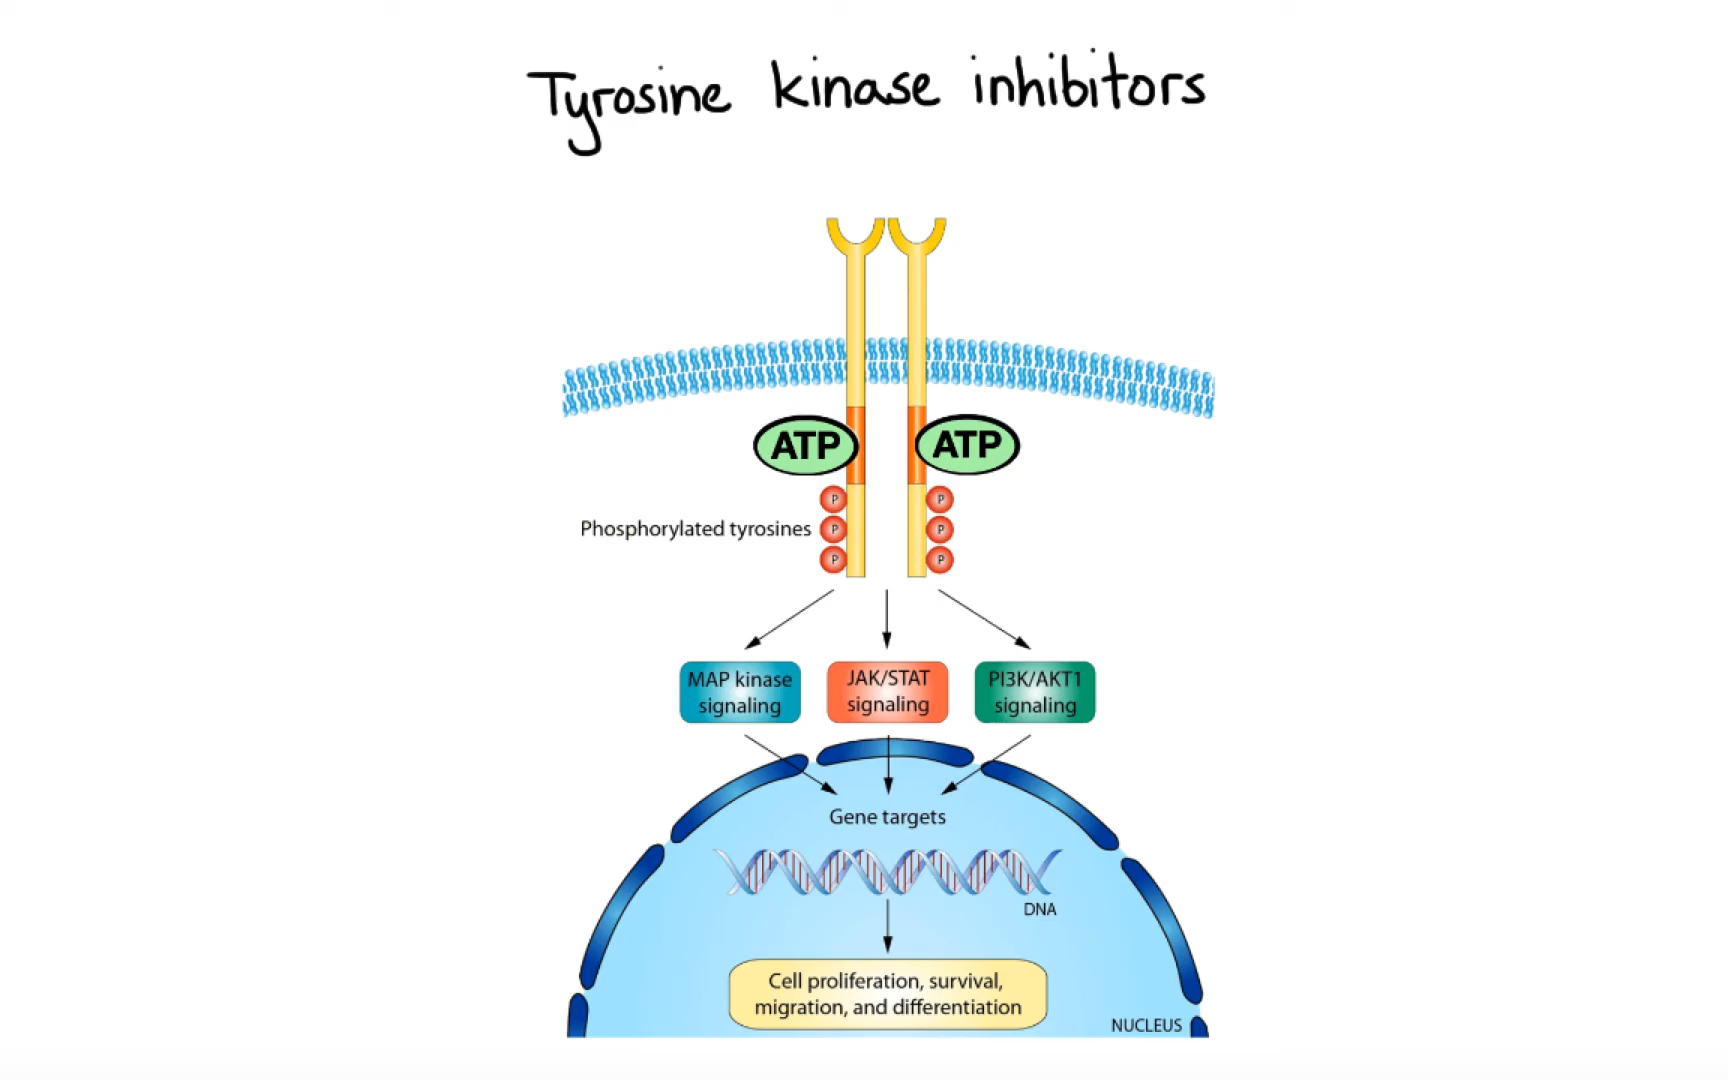 Tyrosine kinase inhibitors
ATP
ATP
P
P
Phosphorylated tyrosines
P
P
P
P
MAP kinase
signaling
JAK/STAT
signaling
PI3K/AKT1
signaling
Gene targets
DNA
Cell proliferation, survival,
migration, and differentiation
NUCLEUS